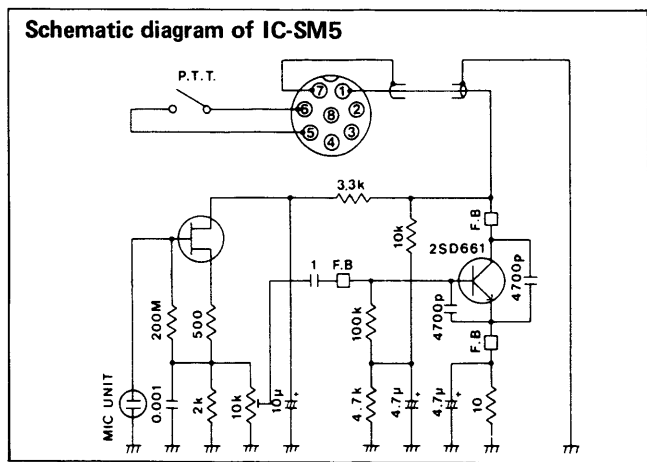 Schematic diagram of IC-SM5
P.T.T.
7
1
6
8
2
5
4
3
3.3k
10k
F.B
2SD661
4700p
1
F.B
4700p
200M
500
100k
F.B
MIC UNIT
0.001
2k
10k
10μ
+
4.7k
4.7μ
+
4.7μ
+
10